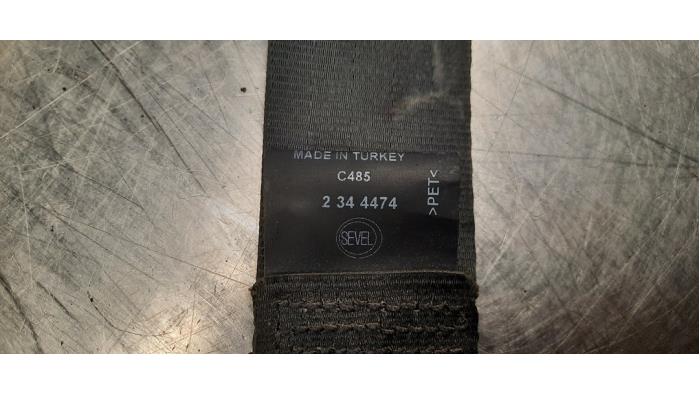 MADE IN TURKEY
C485
2 34 4474
>PET<
SEVEL